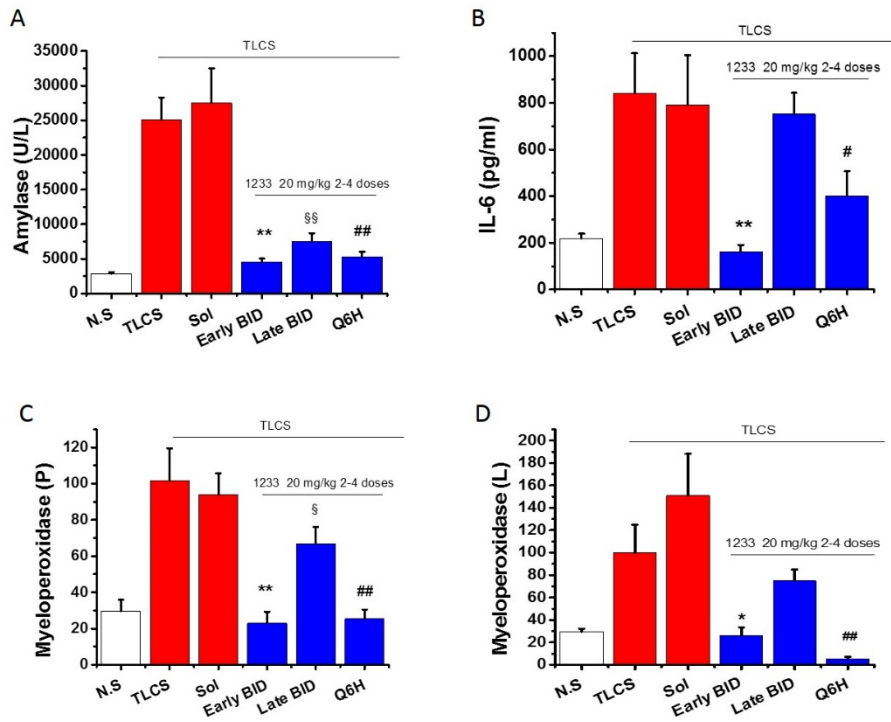 A
TLCS
35000
30000
25000
20000
15000
10000
5000
0
Amylase (U/L)
1233 20 mg/kg 2-4 doses
**
§§
##
N.S
TLCS
Sol
Early BID
Late BID
Q6H
B
TLCS
1000
800
600
400
200
0
IL-6 (pg/ml)
1233 20 mg/kg 2-4 doses
**
#
N.S
TLCS
Sol
Early BID
Late BID
Q6H
C
TLCS
120
100
80
60
40
20
0
Myeloperoxidase (P)
1233 20 mg/kg 2-4 doses
**
§
##
N.S
TLCS
Sol
Early BID
Late BID
Q6H
D
TLCS
200
180
160
140
120
100
80
60
40
20
0
Myeloperoxidase (L)
1233 20 mg/kg 2-4 doses
*
##
N.S
TLCS
Sol
Early BID
Late BID
Q6H